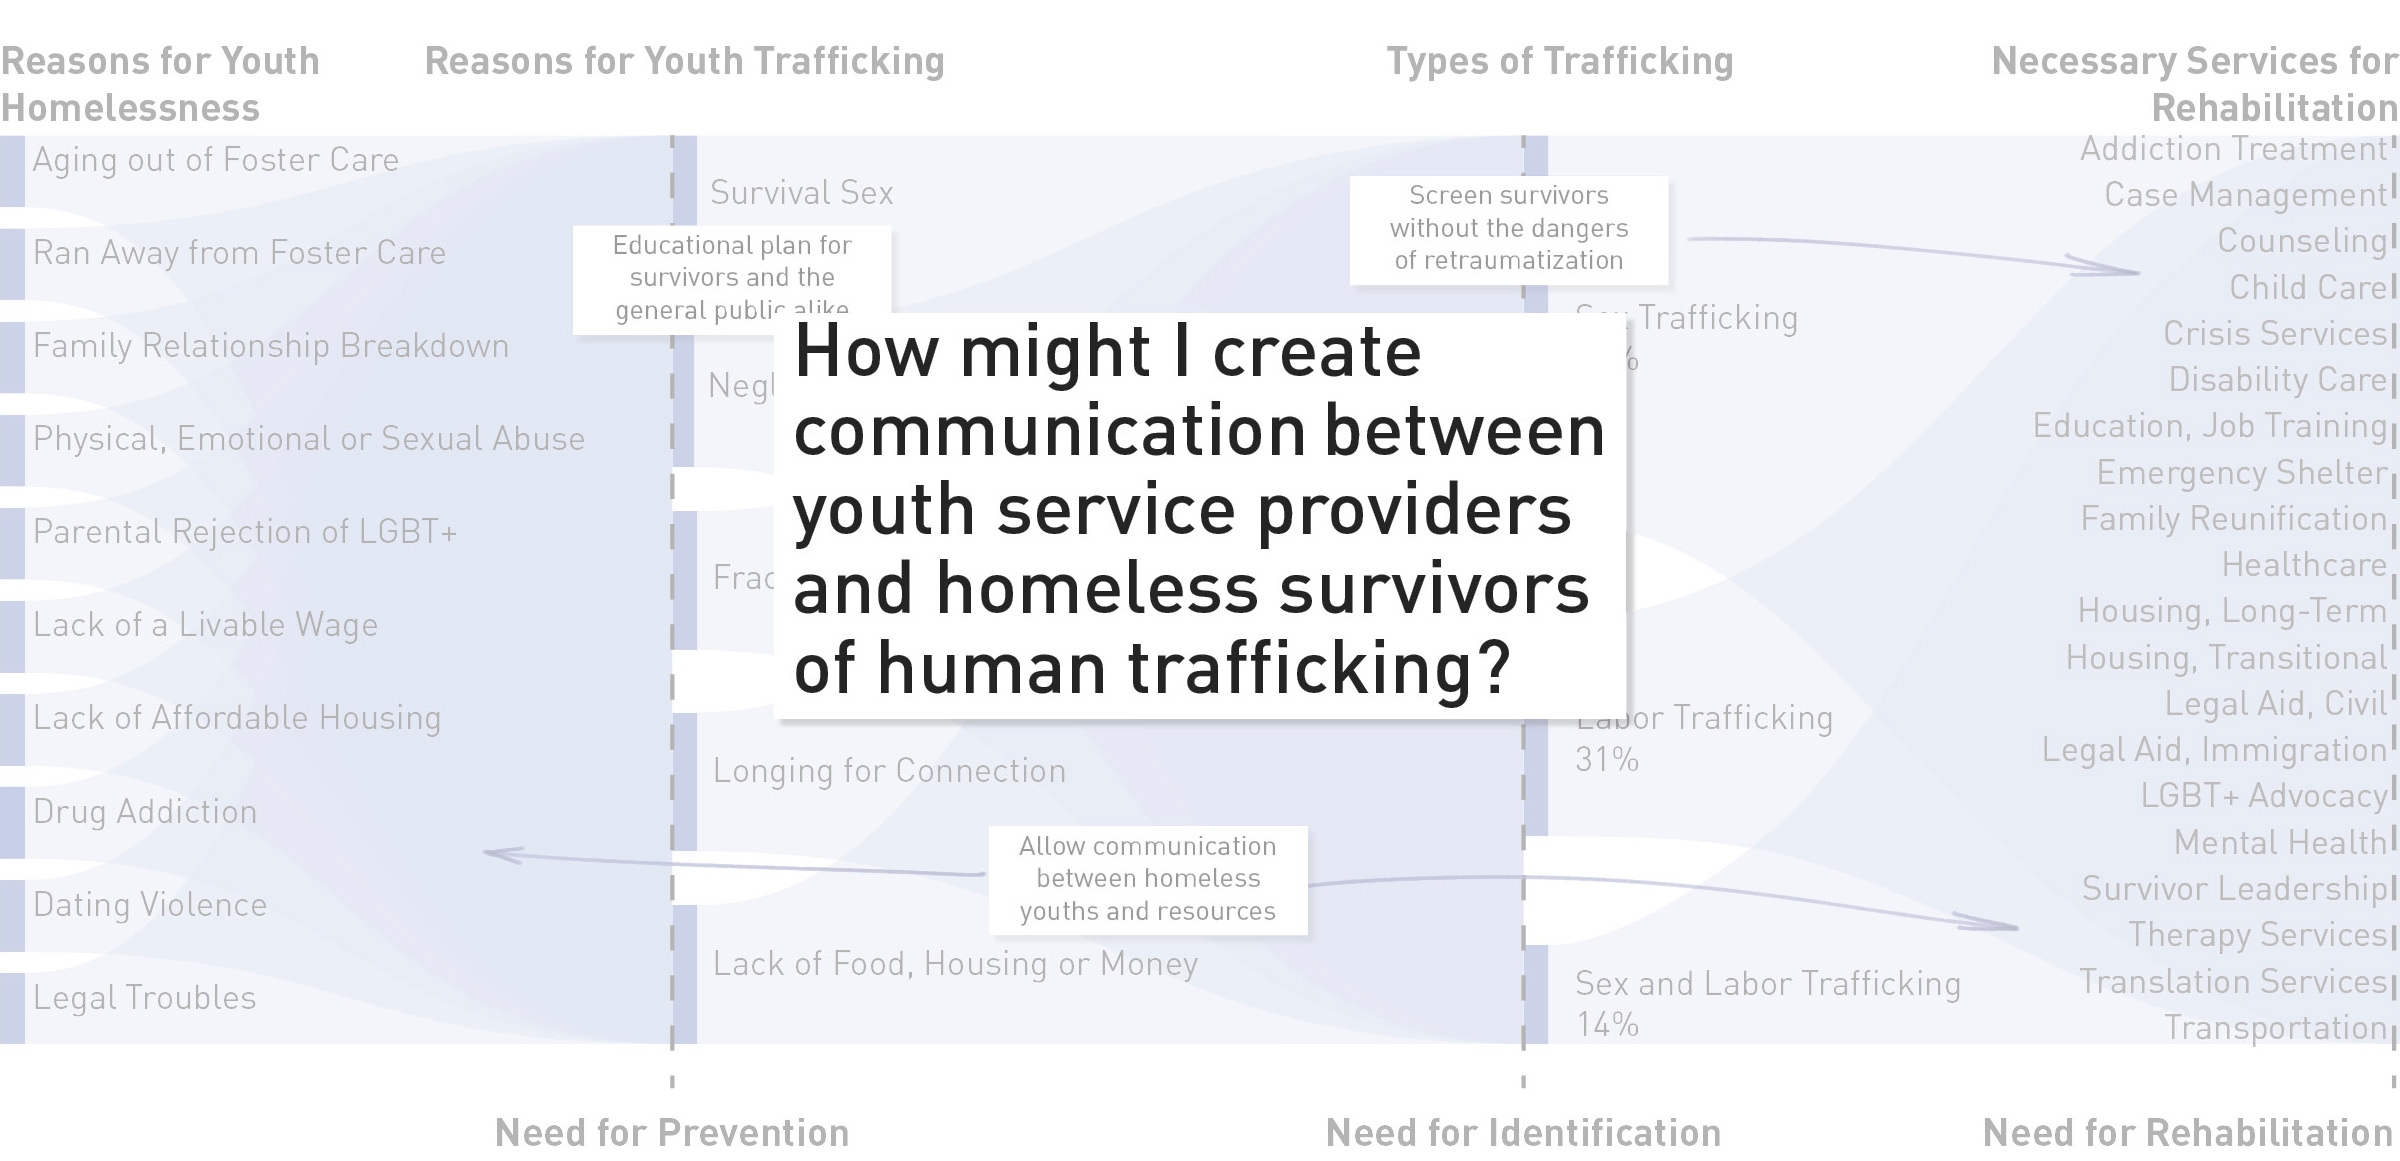 Reasons for Youth
Homelessness
Reasons for Youth Trafficking
Types of Trafficking
Necessary Services for
Rehabilitation
Aging out of Foster Care
Ran Away from Foster Care
Family Relationship Breakdown
Physical, Emotional or Sexual Abuse
Parental Rejection of LGBT+
Lack of a Livable Wage
Lack of Affordable Housing
Drug Addiction
Dating Violence
Legal Troubles
Survival Sex
Educational plan for
survivors and the
general public alike
Longing for Connection
Lack of Food, Housing or Money
How might I create
communication between
youth service providers
and homeless survivors
of human trafficking?
Allow communication
between homeless
youths and resources
Screen survivors
without the dangers
of retraumatization
Sex Trafficking
%
Labor Trafficking
31%
Sex and Labor Trafficking
14%
Addiction Treatment
Case Management
Counseling
Child Care
Crisis Services
Disability Care
Education, Job Training
Emergency Shelter
Family Reunification
Healthcare
Housing, Long-Term
Housing, Transitional
Legal Aid, Civil
Legal Aid, Immigration
LGBT+ Advocacy
Mental Health
Survivor Leadership
Therapy Services
Translation Services
Transportation
Need for Prevention
Need for Identification
Need for Rehabilitation